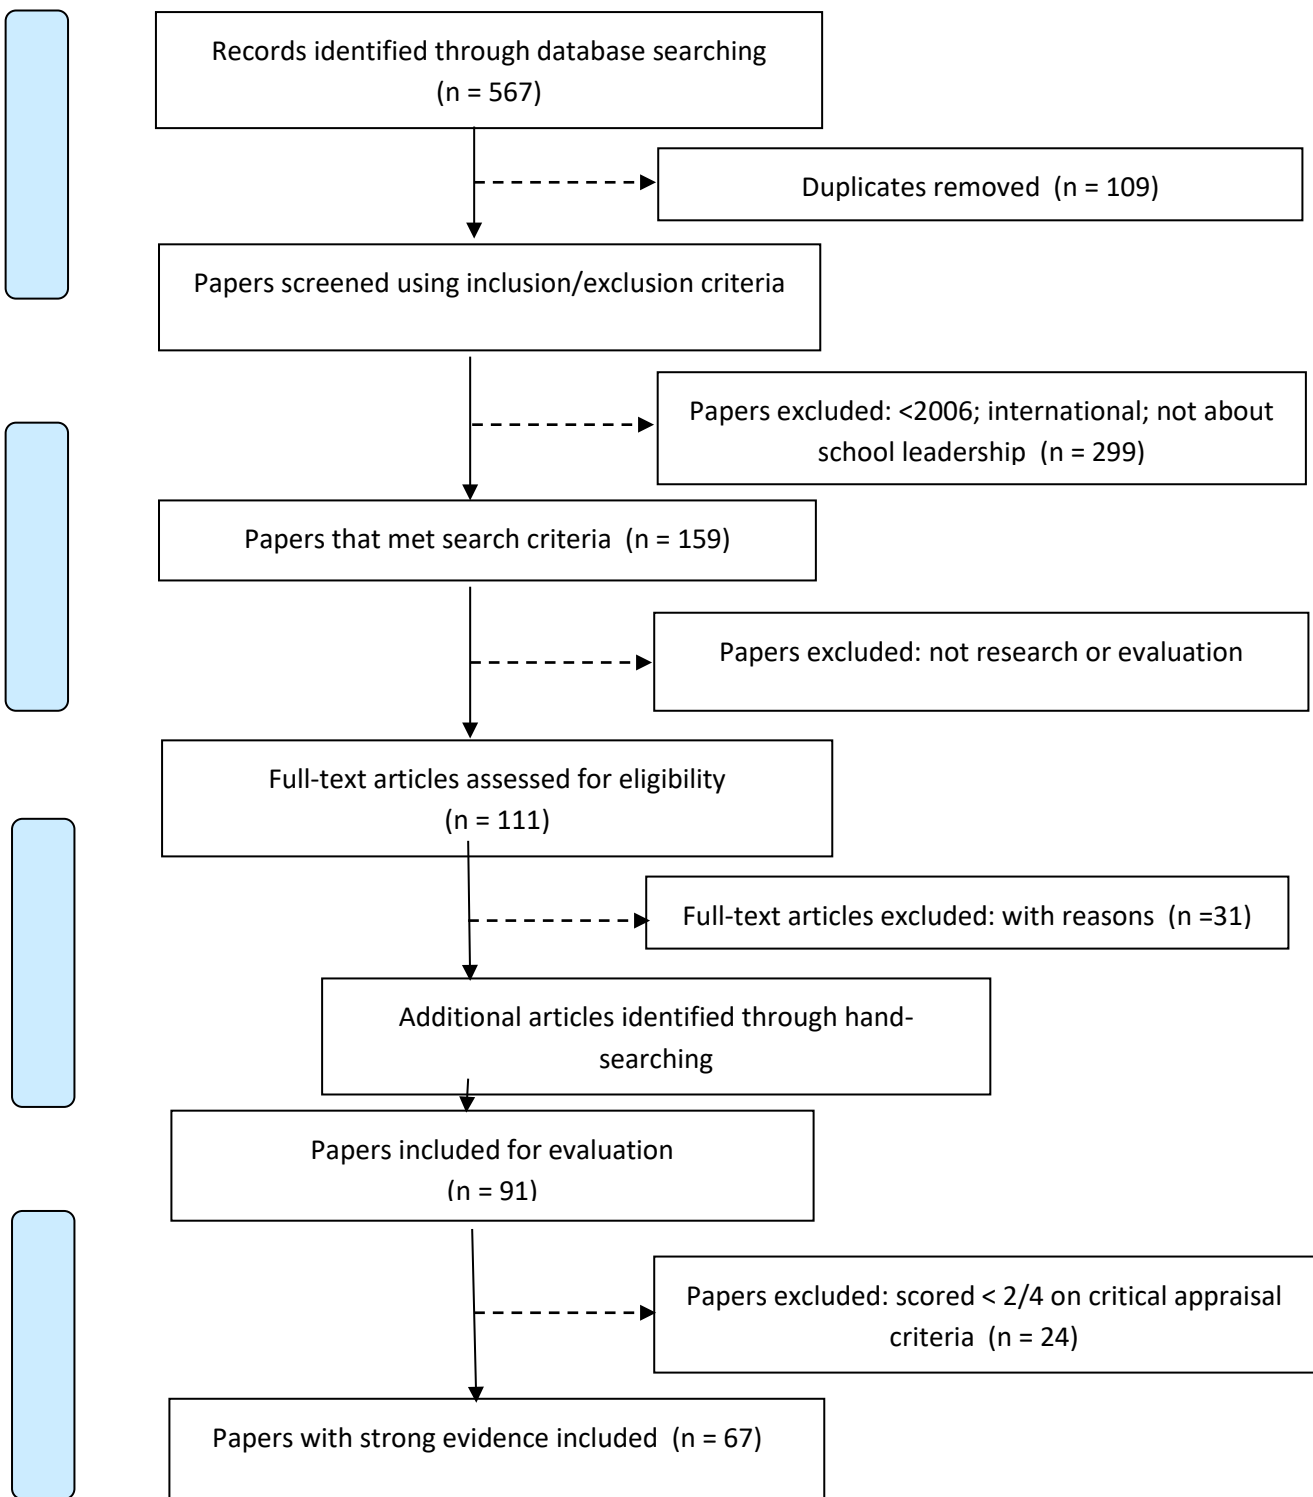 Records identified through database searching
(n = 567)
Duplicates removed (n = 109)
Papers screened using inclusion/exclusion criteria
Papers excluded: <2006; international; not about
school leadership (n = 299)
Papers that met search criteria (n = 159)
Papers excluded: not research or evaluation
Full-text articles assessed for eligibility
(n = 111)
Full-text articles excluded: with reasons (n =31)
Additional articles identified through hand-
searching
Papers included for evaluation
(n = 91)
Papers excluded: scored < 2/4 on critical appraisal
criteria (n = 24)
Papers with strong evidence included (n = 67)